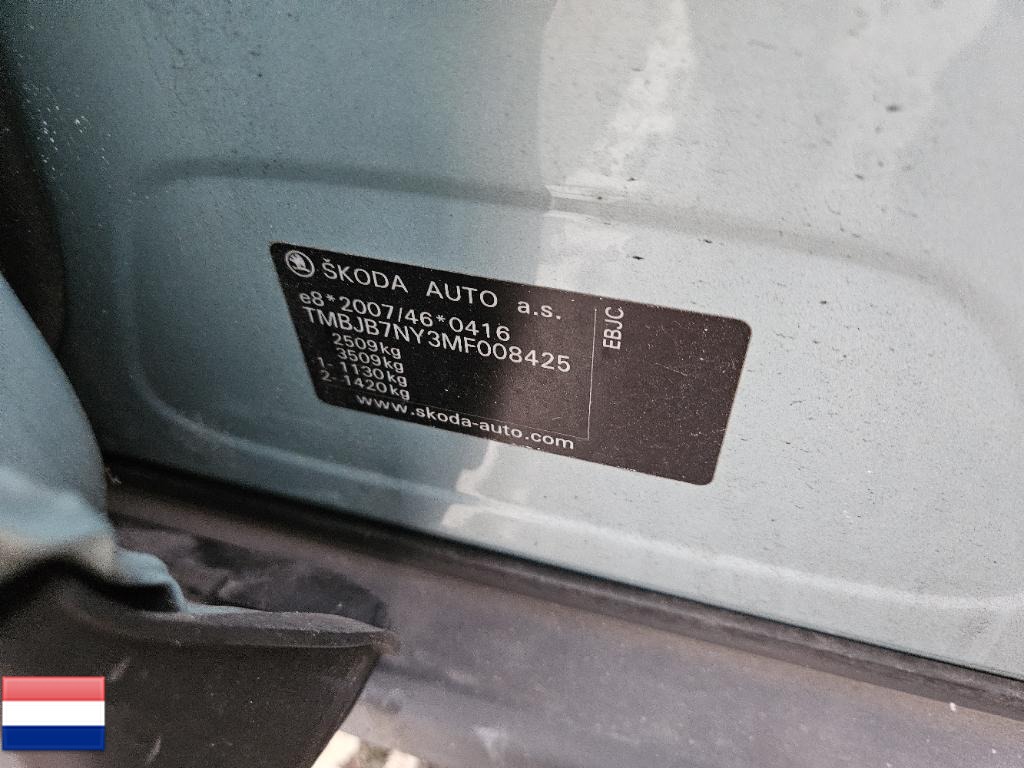 ŠKODA AUTO a.s.
e8*2007/46*0416
TMBJB7NY3MF008425
2509kg
3509kg
1- 1130kg
2- 1420kg
www.skoda-auto.com
EBJC